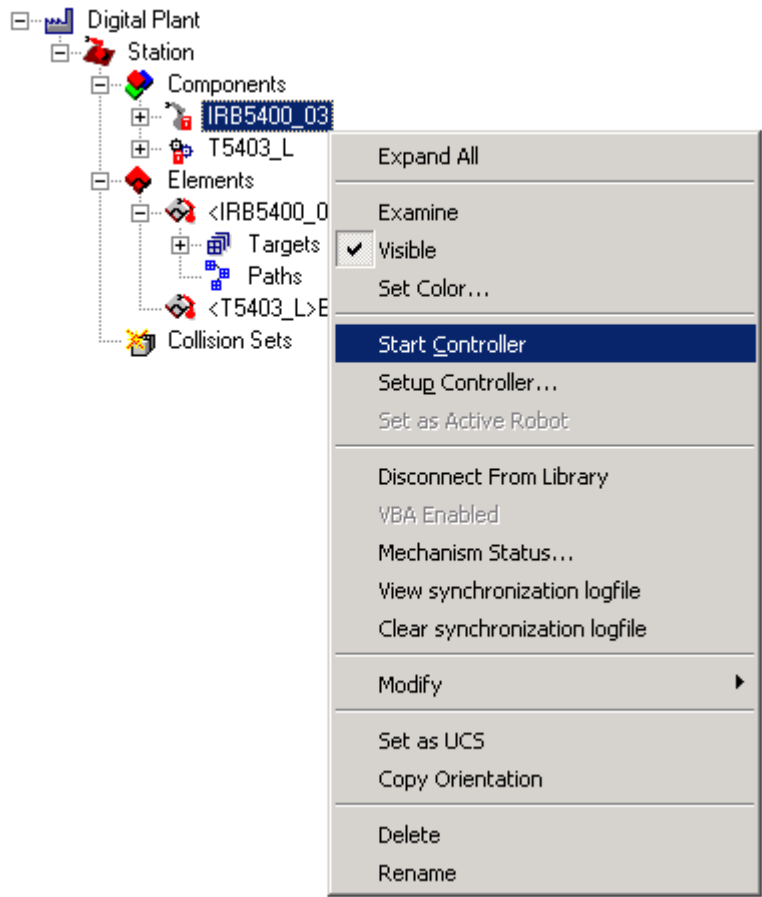 Digital Plant
Station
Components
IRB5400_03
T5403_L
Elements
<IRB5400_0
Targets
Paths
<T5403_L>E
Collision Sets
Expand All
Examine
Visible
Set Color...
Start Controller
Setup Controller...
Set as Active Robot
Disconnect From Library
VBA Enabled
Mechanism Status...
View synchronization logfile
Clear synchronization logfile
Modify
Set as UCS
Copy Orientation
Delete
Rename